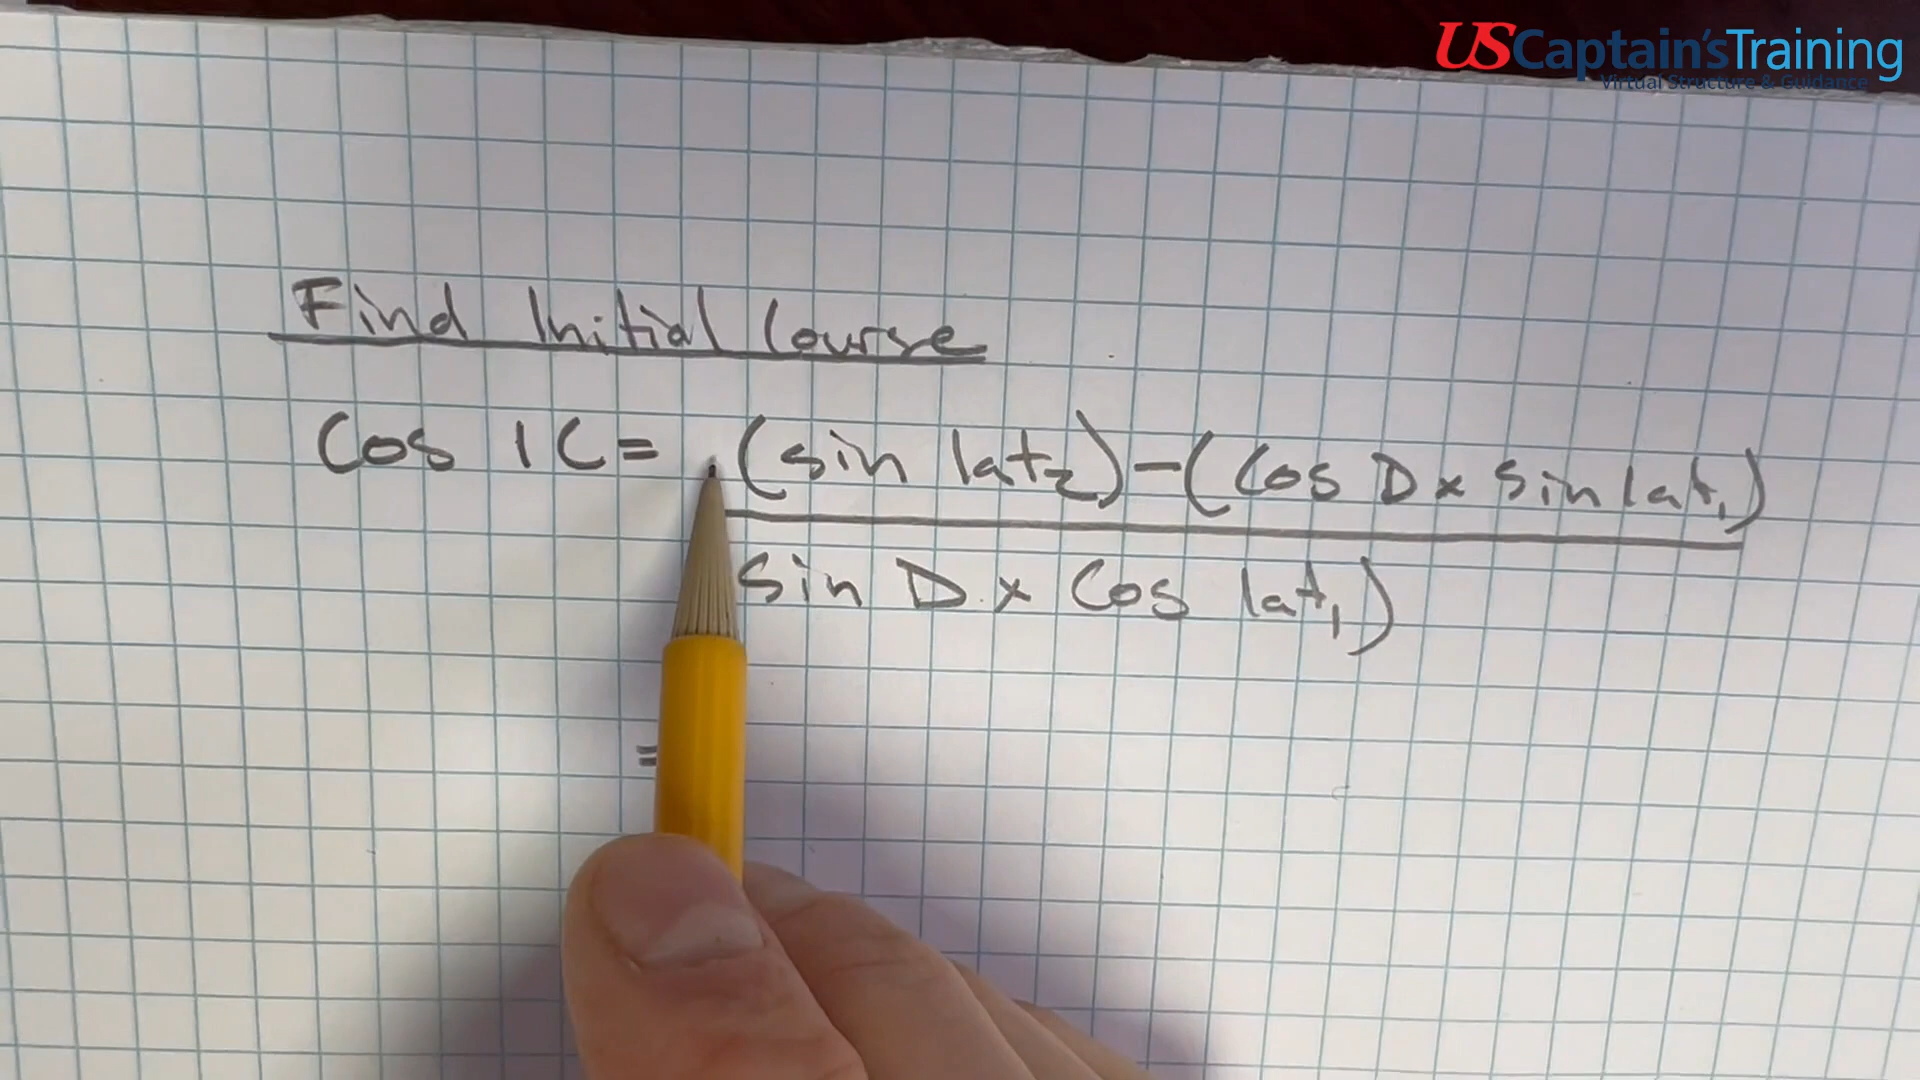 USCaptain'sTraining
Virtual Structure & Guidance
Find Initial Course
Cos IC= (sin lat₂)-(Cos D x sin lat₁)
Sin D x Cos lat₁)
=